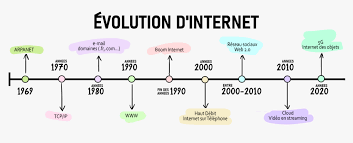 ÉVOLUTION D'INTERNET
ARPANET
1969
ANNÉES
1970
TCP/IP
e-mail
domaines (.fr,.com...)
ANNÉES
1980
ANNÉES
1990
WWW
Boom Internet
FIN DES
ANNÉES
1990
ANNÉES
2000
Haut Débit
Internet sur Téléphone
Réseau sociaux
Web 2.0
ENTRE
2000-2010
ANNÉES
2010
Cloud
Vidéo en streaming
5G
Internet des objets
ANNÉES
2020